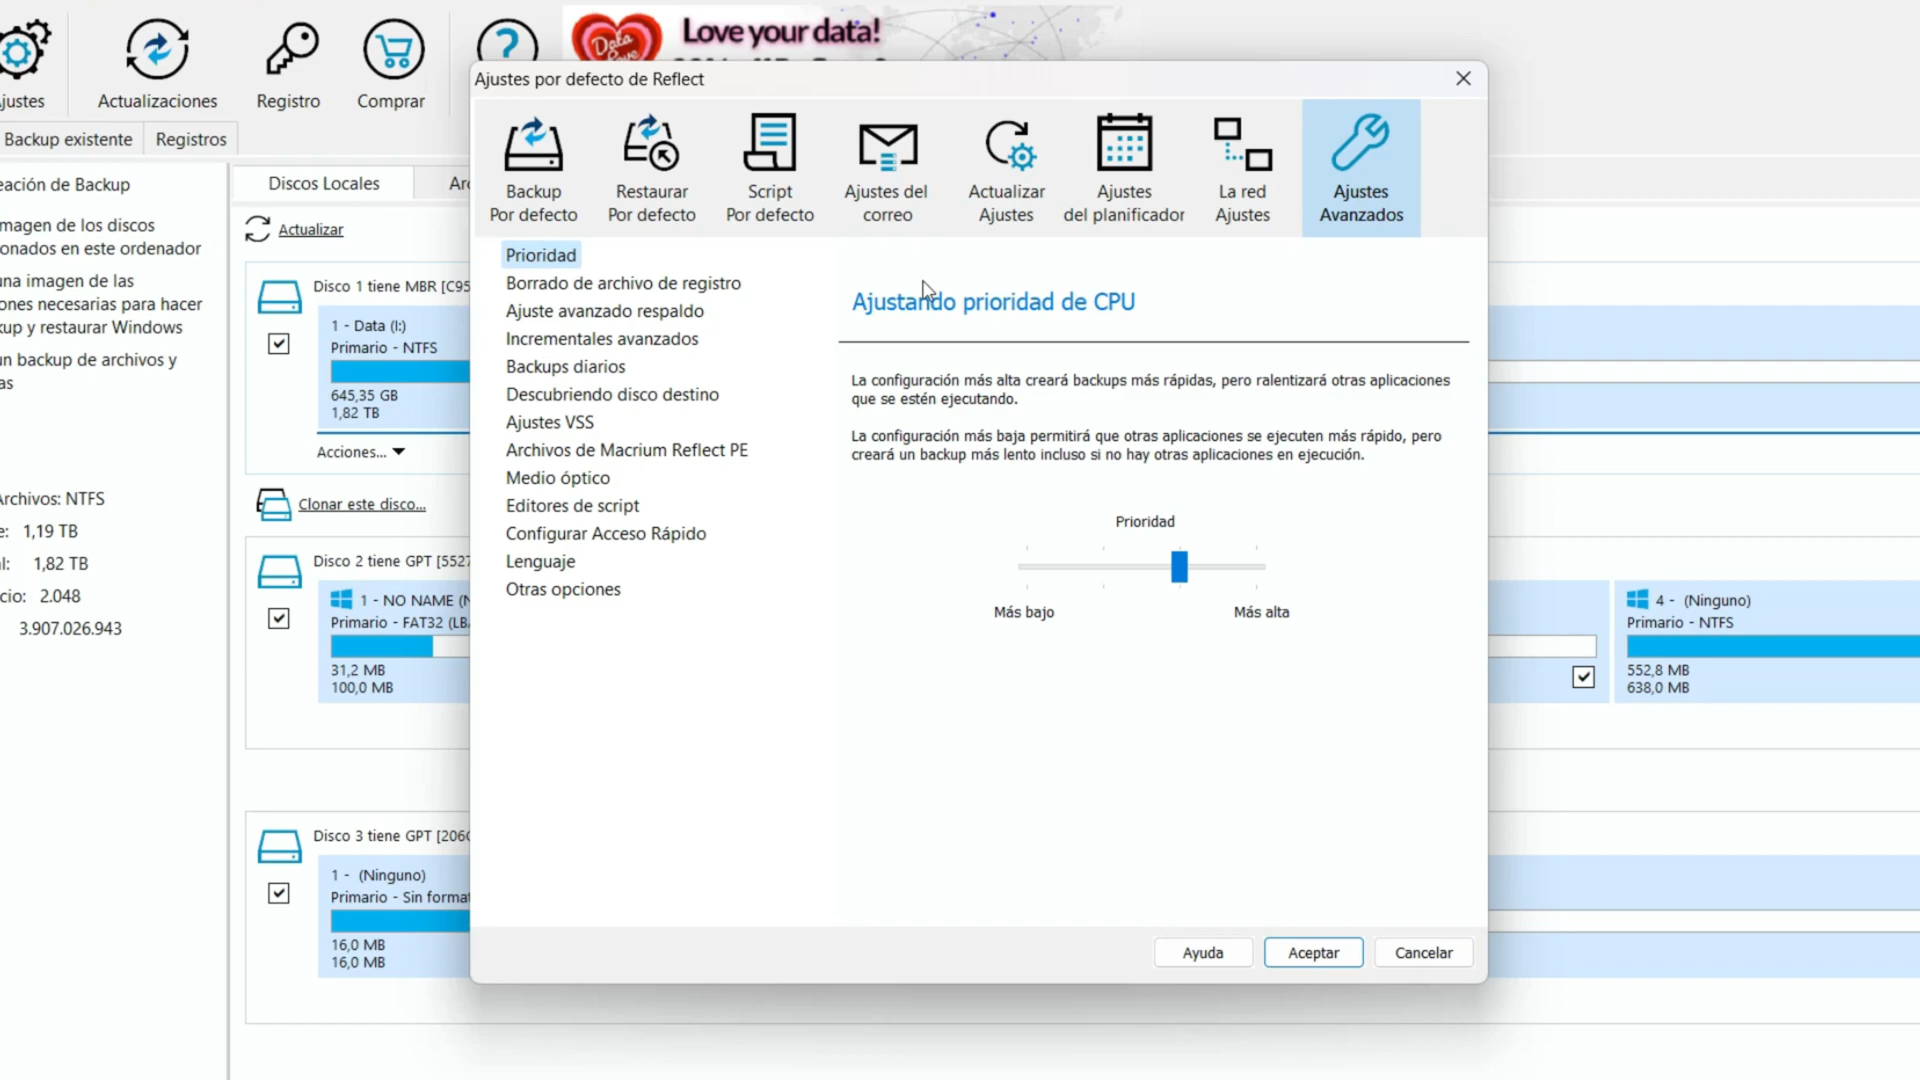 Love your data!
Data
Love
Ajustes
Actualizaciones
Registro
Comprar
Backup existente
Registros
eación de Backup
magen de los discos
onados en este ordenador
una imagen de las
ones necesarias para hacer
kup y restaurar Windows
un backup de archivos y
as
Archivos: NTFS
e: 1,19 TB
l: 1,82 TB
cio: 2.048
3.907.026.943
Discos Locales
Arc
Actualizar
Disco 1 tiene MBR [C95
1 - Data (I:)
Primario - NTFS
645,35 GB
1,82 TB
Acciones...
Clonar este disco...
Disco 2 tiene GPT [5527
1 - NO NAME (N
Primario - FAT32 (LBA
31,2 MB
100,0 MB
4 - (Ninguno)
Primario - NTFS
552,8 MB
638,0 MB
Disco 3 tiene GPT [206C
1 - (Ninguno)
Primario - Sin format
16,0 MB
16,0 MB
Ajustes por defecto de Reflect
Backup
Por defecto
Restaurar
Por defecto
Script
Por defecto
Ajustes del
correo
Actualizar
Ajustes
Ajustes
del planificador
La red
Ajustes
Ajustes
Avanzados
Prioridad
Borrado de archivo de registro
Ajuste avanzado respaldo
Incrementales avanzados
Backups diarios
Descubriendo disco destino
Ajustes VSS
Archivos de Macrium Reflect PE
Medio óptico
Editores de script
Configurar Acceso Rápido
Lenguaje
Otras opciones
Ajustando prioridad de CPU
La configuración más alta creará backups más rápidas, pero ralentizará otras aplicaciones
que se estén ejecutando.
La configuración más baja permitirá que otras aplicaciones se ejecuten más rápido, pero
creará un backup más lento incluso si no hay otras aplicaciones en ejecución.
Prioridad
Más bajo
Más alta
Ayuda
Aceptar
Cancelar